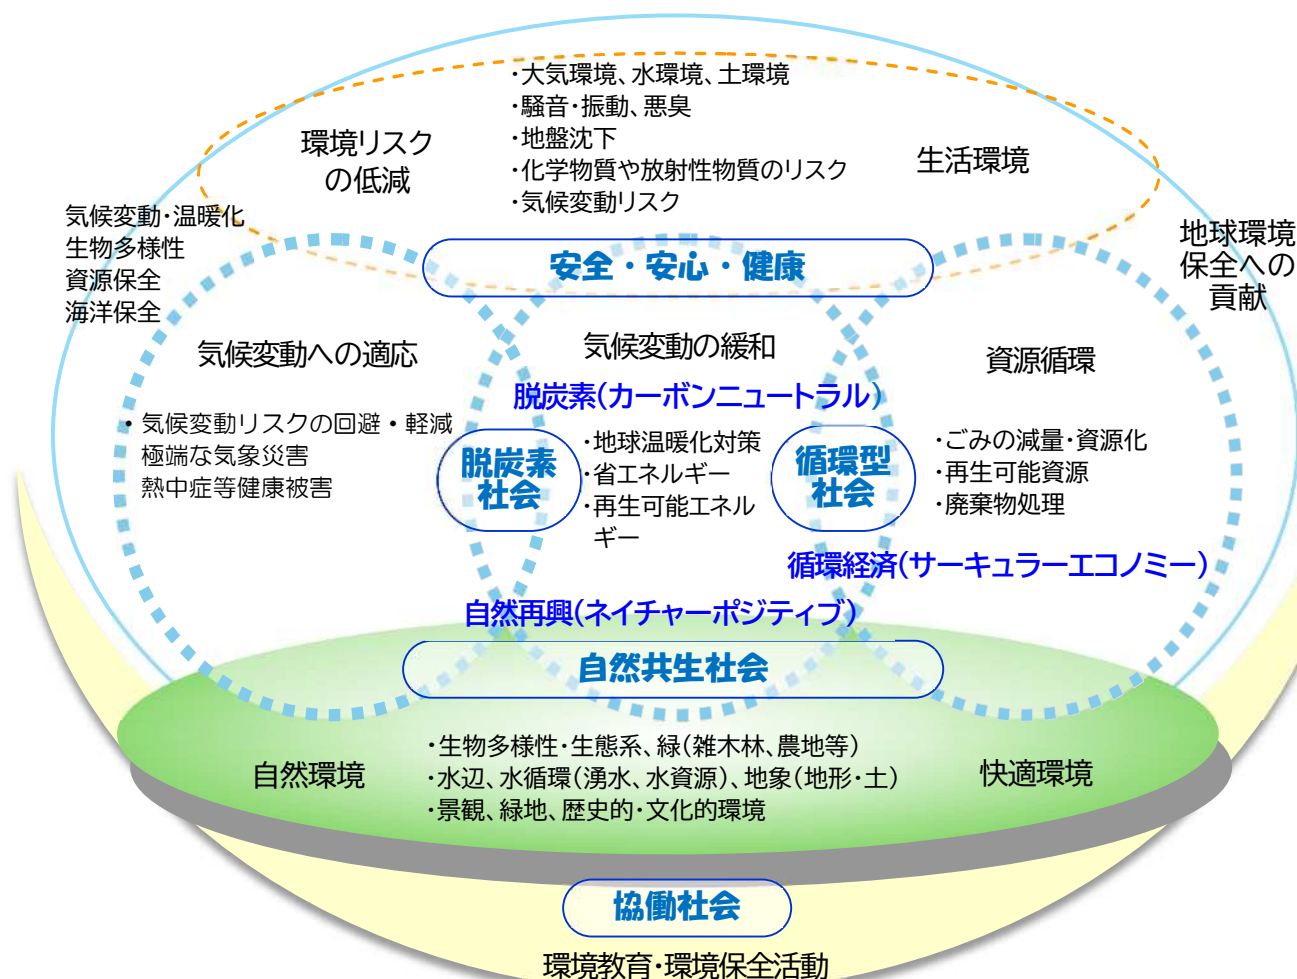 ・大気環境、水環境、土環境
・騒音・振動、悪臭
・地盤沈下
・化学物質や放射性物質のリスク
・気候変動リスク
環境リスク
の低減
生活環境
気候変動・温暖化
生物多様性
資源保全
海洋保全
地球環境
保全への
貢献
安全・安心・健康
気候変動への適応
気候変動の緩和
資源循環
脱炭素(カーボンニュートラル)
・気候変動リスクの回避・軽減
極端な気象災害
熱中症等健康被害
脱炭素
社会
・地球温暖化対策
・省エネルギー
・再生可能エネル
ギー
循環型
社会
・ごみの減量・資源化
・再生可能資源
・廃棄物処理
循環経済(サーキュラーエコノミー)
自然再興(ネイチャーポジティブ)
自然共生社会
自然環境
・生物多様性・生態系、緑(雑木林、農地等)
・水辺、水循環(湧水、水資源)、地象(地形・土)
・景観、緑地、歴史的・文化的環境
快適環境
協働社会
環境教育・環境保全活動